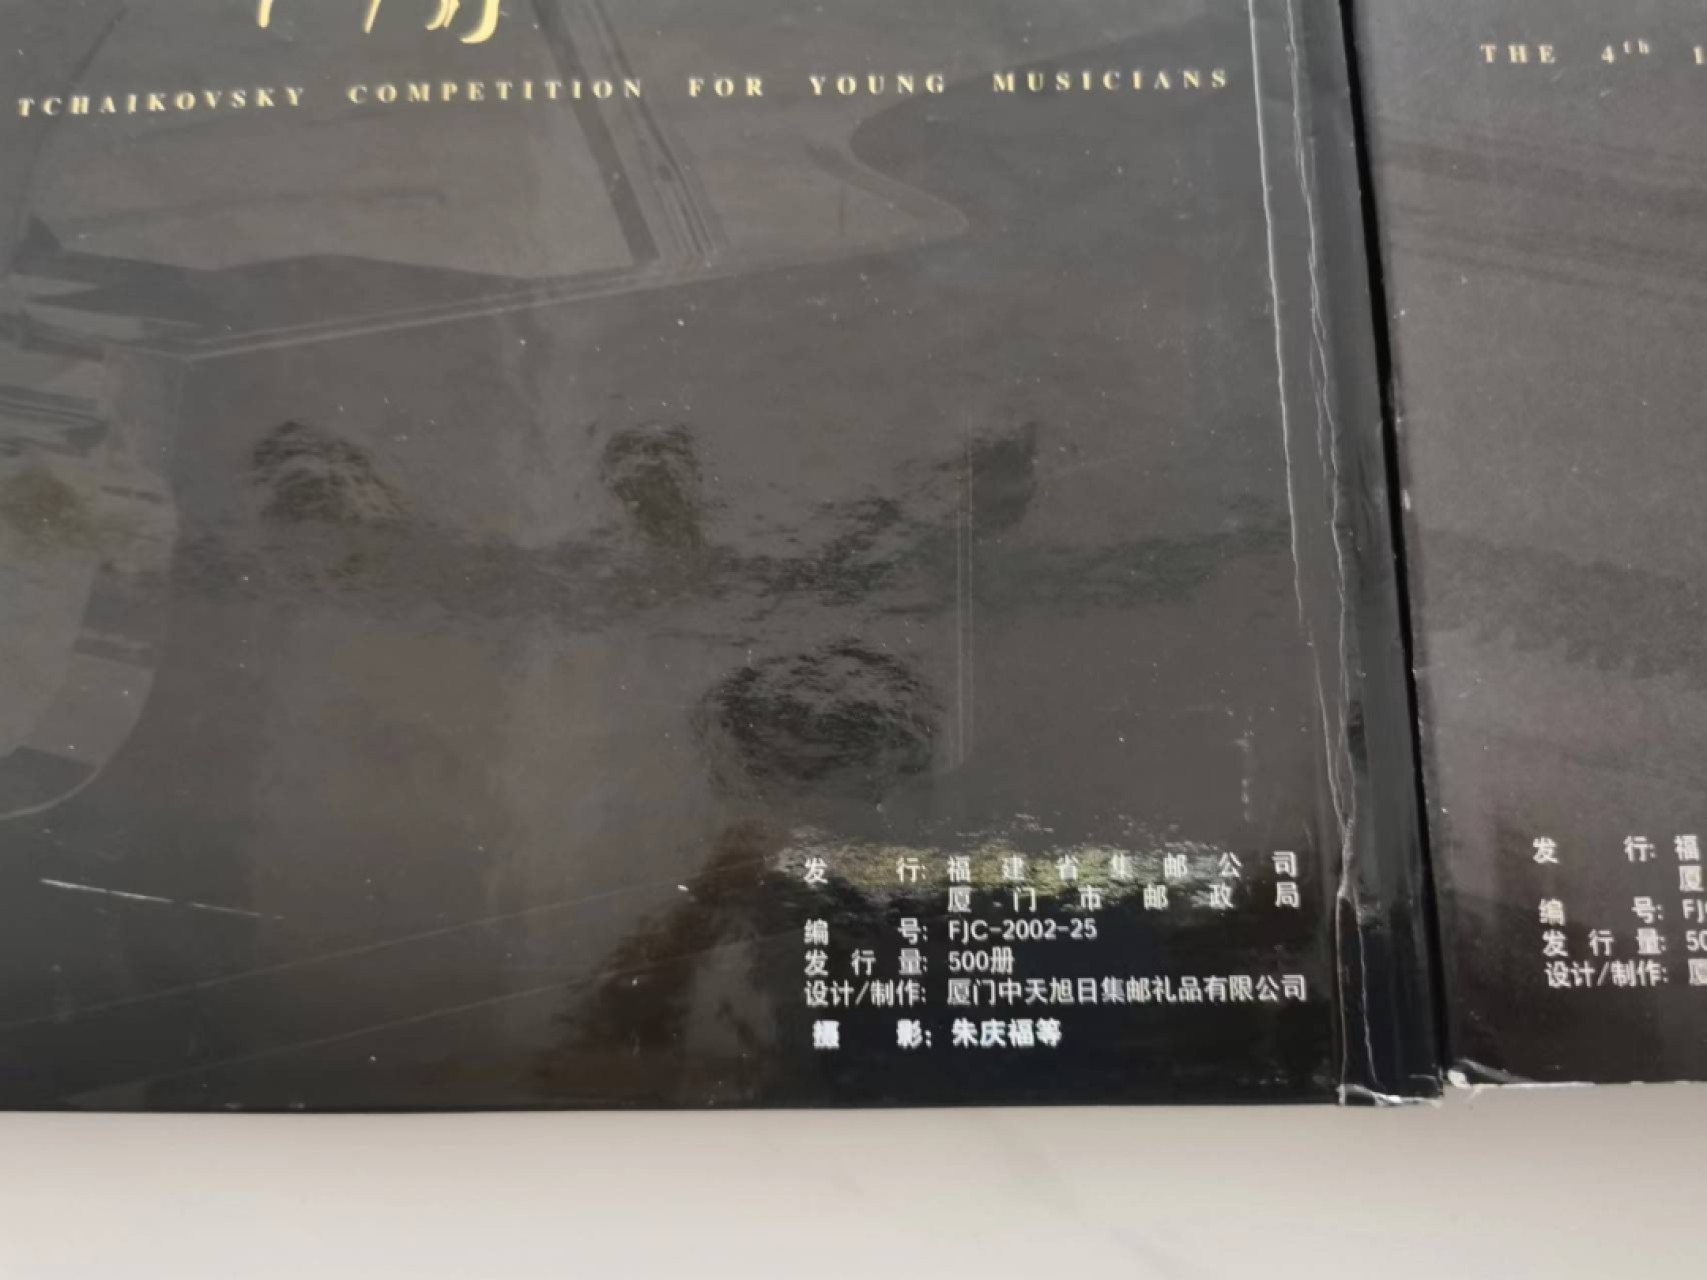 TCHAIKOVSKY COMPETITION FOR YOUNG MUSICIANS
发 行: 福建省集邮公司
厦门市邮政局
编 号: FJC-2002-25
发行量: 500册
设计/制作: 厦门中天旭日集邮礼品有限公司
摄 影: 朱庆福等
THE 4th
发 行: 福
厦
编 号: FJ
发行量: 50
设计/制作: 厦